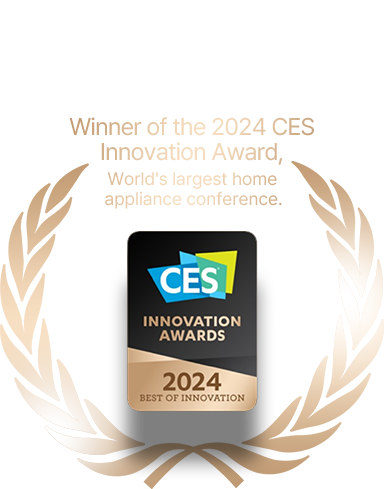 Winner of the 2024 CES
Innovation Award,
World's largest home
appliance conference.
CES
INNOVATION
AWARDS
2024
BEST OF INNOVATION